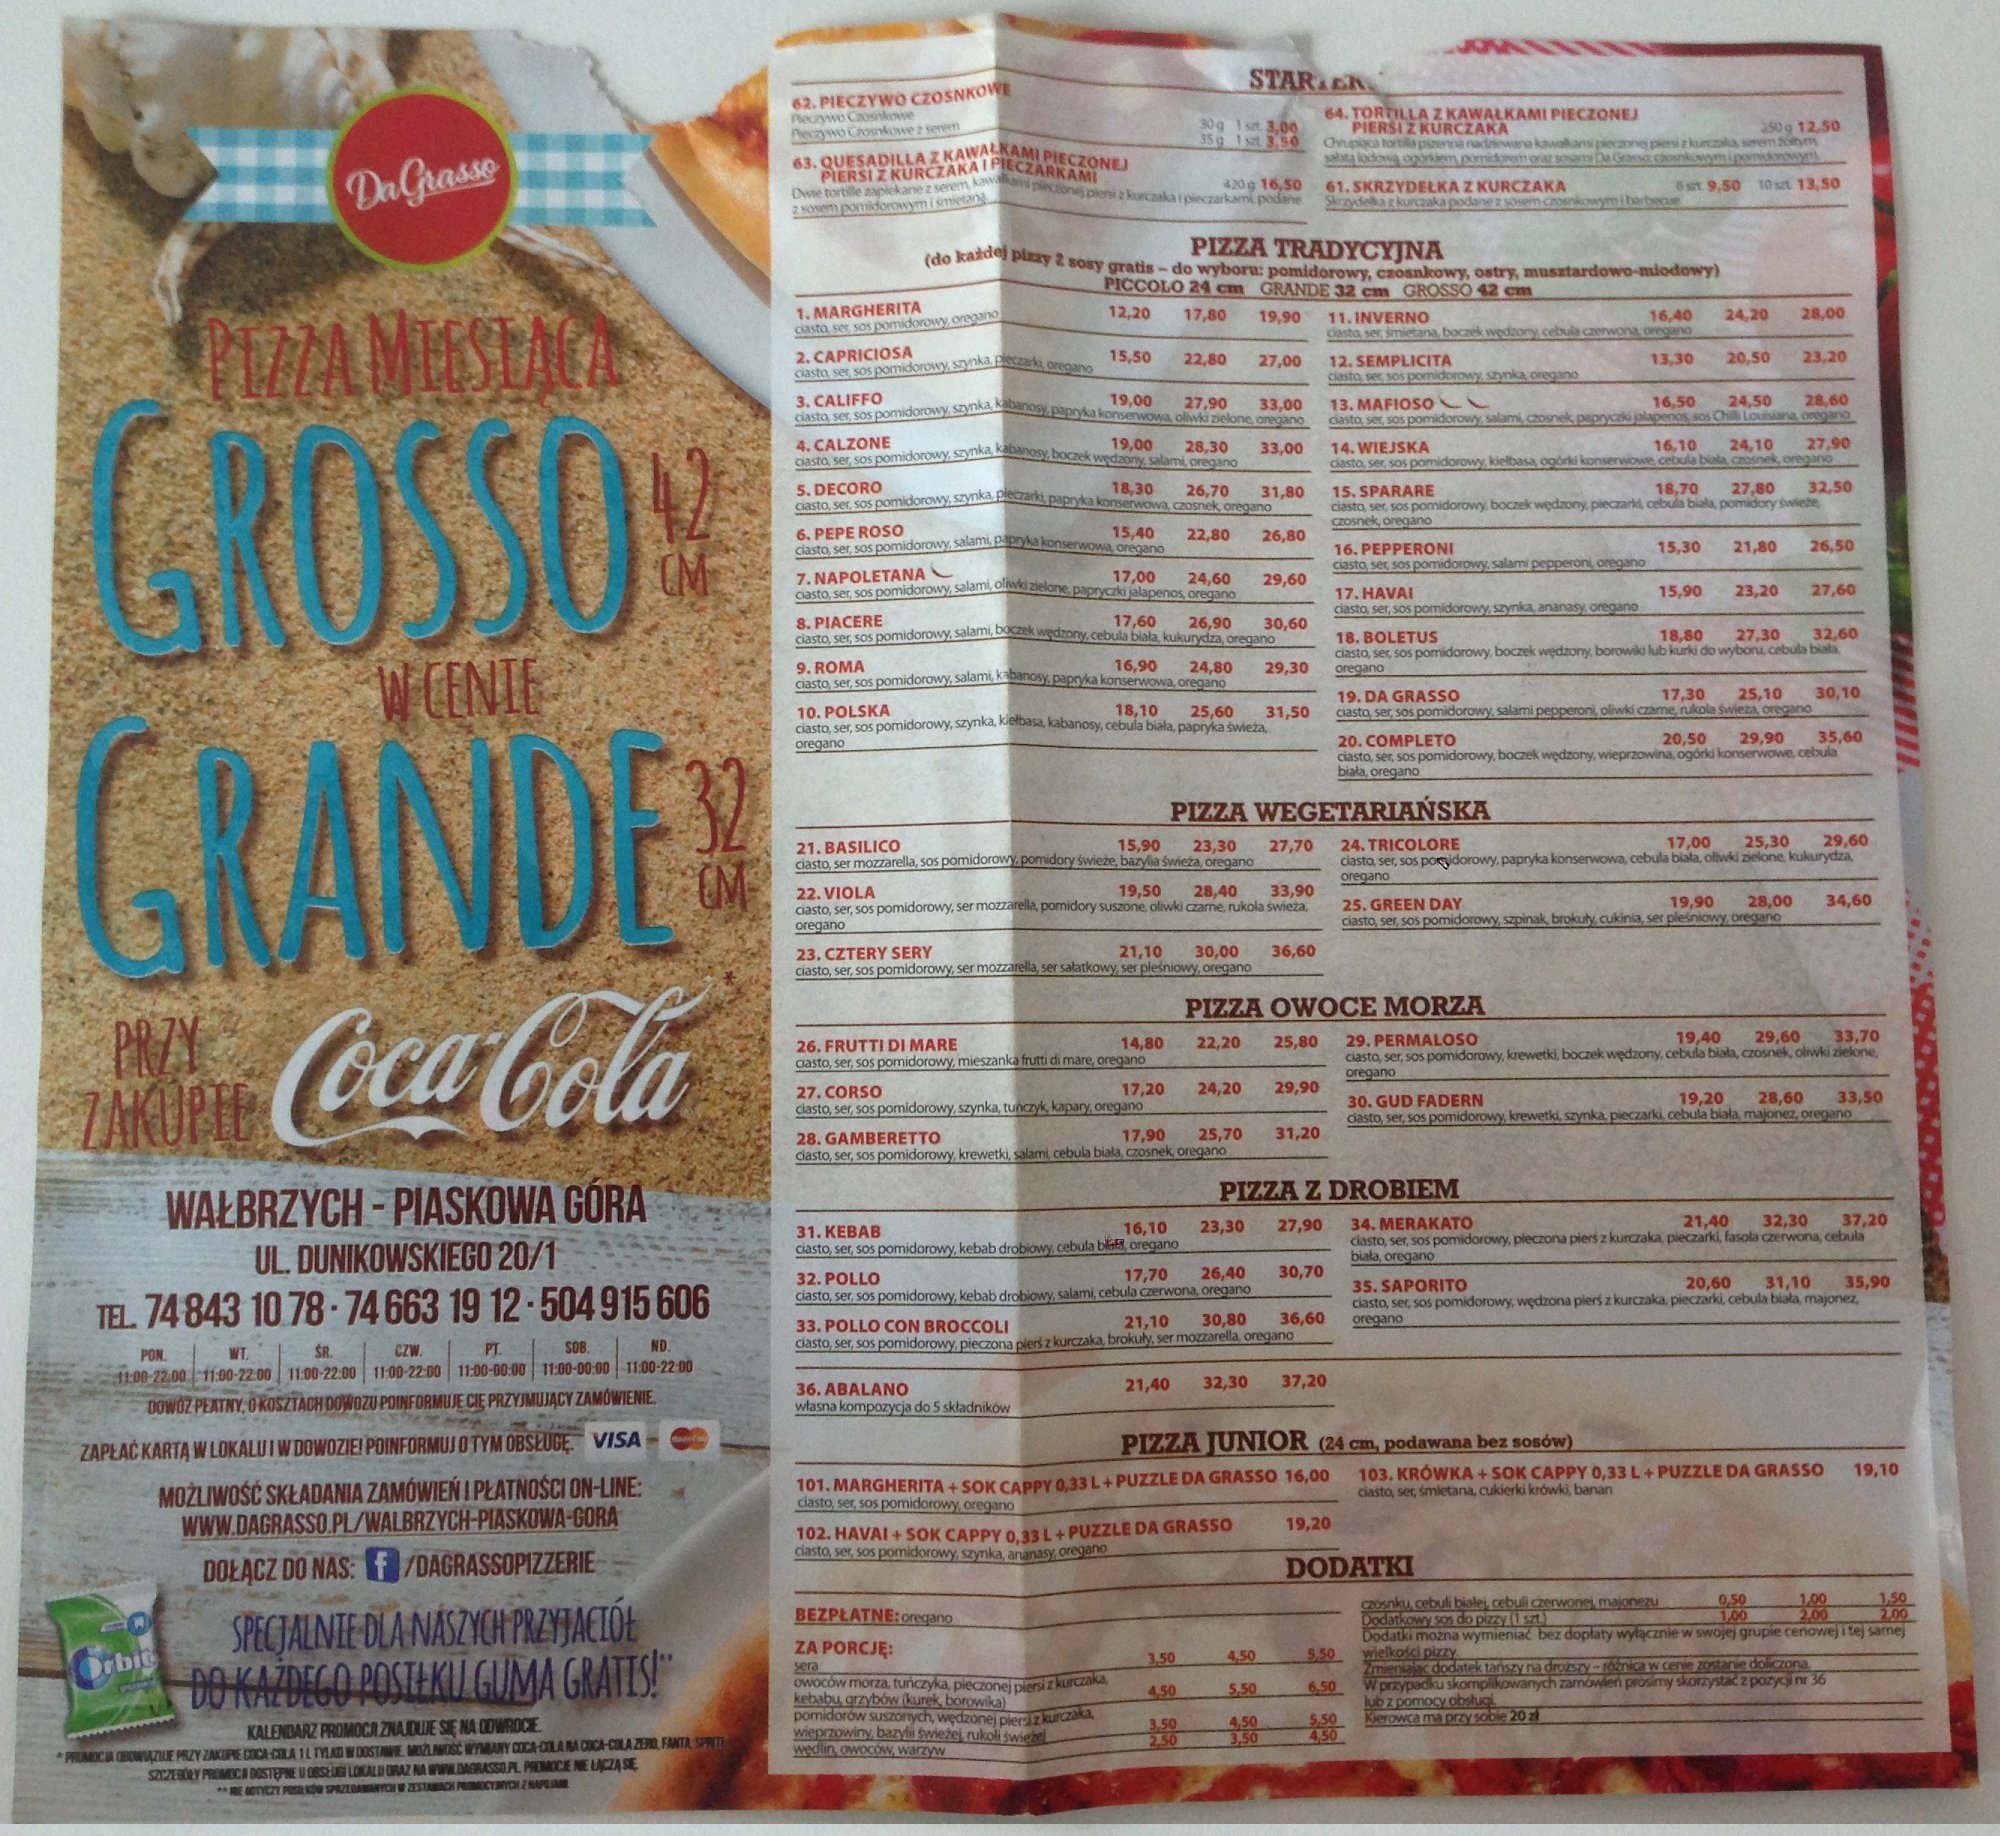 Da Grasso
PIZZA MIESIĄCA
GROSSO 42 CM
W CENIE
GRANDE 32 CM
PRZY ZAKUPIE Coca-Cola *
WAŁBRZYCH - PIASKOWA GÓRA
UL. DUNIKOWSKIEGO 20/1
TEL. 74 843 10 78 · 74 663 19 12 · 504 915 606
PON. WT. ŚR. CZW. PT. SOB. ND.
11:00-22:00 11:00-22:00 11:00-22:00 11:00-22:00 11:00-00:00 11:00-00:00 11:00-22:00
DOWÓZ PŁATNY, O KOSZTACH DOWOZU POINFORMUJE CIĘ PRZYJMUJĄCY ZAMÓWIENIE.
ZAPŁAĆ KARTĄ W LOKALU I W DOWOZIE! POINFORMUJ O TYM OBSŁUGĘ. VISA MasterCard
MOŻLIWOŚĆ SKŁADANIA ZAMÓWIEŃ I PŁATNOŚCI ON-LINE:
WWW.DAGRASSO.PL/WALBRZYCH-PIASKOWA-GORA
DOŁĄCZ DO NAS: f /DAGRASSOPIZZERIE
Orbit
SPECJALNIE DLA NASZYCH PRZYJACIÓŁ
DO KAŻDEGO POSIŁKU GUMA GRATIS!**
KALENDARZ PROMOCJI ZNAJDUJE SIĘ NA ODWROCIE.
* PROMOCJA OBOWIĄZUJE PRZY ZAKUPIE COCA-COLA 1 L TYLKO W DOSTAWIE. MOŻLIWOŚĆ WYMIANY COCA-COLA NA COCA-COLA ZERO, FANTA, SPRITE
SZCZEGÓŁY PROMOCJI DOSTĘPNE U OBSŁUGI LOKALU ORAZ NA WWW.DAGRASSO.PL. PROMOCJE NIE ŁĄCZĄ SIĘ.
** NIE DOTYCZY POSIŁKÓW SPRZEDAWANYCH W ZESTAWACH PROMOCYJNYCH Z NAPOJAMI.
62. PIECZYWO CZOSNKOWE
Pieczywo Czosnkowe 30 g 1 szt. 3,00
Pieczywo Czosnkowe z serem 35 g 1 szt. 3,50
63. QUESADILLA Z KAWAŁKAMI PIECZONEJ
PIERSI Z KURCZAKA I PIECZARKAMI 420 g 16,50
Dwie tortille zapiekane z serem, kawałkami pieczonej piersi z kurczaka i pieczarkami, podane
z sosem pomidorowym i śmietaną.
64. TORTILLA Z KAWAŁKAMI PIECZONEJ
PIERSI Z KURCZAKA 250 g 12,50
Chrupiąca tortilla pszenna nadziewana kawałkami pieczonej piersi z kurczaka, serem żółtym,
sałatą lodową, ogórkiem, pomidorem oraz sosami Da Grasso: czosnkowym i pomidorowym.
61. SKRZYDEŁKA Z KURCZAKA 6 szt. 9,50 10 szt. 13,50
Skrzydełka z kurczaka podane z sosem czosnkowym i barbecue.
PIZZA TRADYCYJNA
(do każdej pizzy 2 sosy gratis – do wyboru: pomidorowy, czosnkowy, ostry, musztardowo-miodowy)
PICCOLO 24 cm GRANDE 32 cm GROSSO 42 cm
1. MARGHERITA 12,20 17,80 19,90
ciasto, ser, sos pomidorowy, oregano
2. CAPRICIOSA 15,50 22,80 27,00
ciasto, ser, sos pomidorowy, szynka, pieczarki, oregano
3. CALIFFO 19,00 27,90 33,00
ciasto, ser, sos pomidorowy, szynka, kabanosy, papryka konserwowa, oliwki zielone, oregano
4. CALZONE 19,00 28,30 33,00
ciasto, ser, sos pomidorowy, szynka, kabanosy, boczek wędzony, salami, oregano
5. DECORO 18,30 26,70 31,80
ciasto, ser, sos pomidorowy, szynka, pieczarki, papryka konserwowa, czosnek, oregano
6. PEPE ROSO 15,40 22,80 26,80
ciasto, ser, sos pomidorowy, salami, papryka konserwowa, oregano
7. NAPOLETANA 17,00 24,60 29,60
ciasto, ser, sos pomidorowy, salami, oliwki zielone, papryczki jalapenos, oregano
8. PIACERE 17,60 26,90 30,60
ciasto, ser, sos pomidorowy, salami, boczek wędzony, cebula biała, kukurydza, oregano
9. ROMA 16,90 24,80 29,30
ciasto, ser, sos pomidorowy, salami, kabanosy, papryka konserwowa, oregano
10. POLSKA 18,10 25,60 31,50
ciasto, ser, sos pomidorowy, szynka, kiełbasa, kabanosy, cebula biała, papryka świeża,
oregano
11. INVERNO 16,40 24,20 28,00
ciasto, ser, śmietana, boczek wędzony, cebula czerwona, oregano
12. SEMPLICITA 13,30 20,50 23,20
ciasto, ser, sos pomidorowy, szynka, oregano
13. MAFIOSO 16,50 24,50 28,60
ciasto, ser, sos pomidorowy, salami, czosnek, papryczki jalapenos, sos Chilli Louisiana, oregano
14. WIEJSKA 16,10 24,10 27,90
ciasto, ser, sos pomidorowy, kiełbasa, ogórki konserwowe, cebula biała, czosnek, oregano
15. SPARARE 18,70 27,80 32,50
ciasto, ser, sos pomidorowy, boczek wędzony, pieczarki, cebula biała, pomidory świeże,
czosnek, oregano
16. PEPPERONI 15,30 21,80 26,50
ciasto, ser, sos pomidorowy, salami pepperoni, oregano
17. HAVAI 15,90 23,20 27,60
ciasto, ser, sos pomidorowy, szynka, ananasy, oregano
18. BOLETUS 18,80 27,30 32,60
ciasto, ser, sos pomidorowy, boczek wędzony, borowiki lub kurki do wyboru, cebula biała,
oregano
19. DA GRASSO 17,30 25,10 30,10
ciasto, ser, sos pomidorowy, salami pepperoni, oliwki czarne, rukola świeża, oregano
20. COMPLETO 20,50 29,90 35,60
ciasto, ser, sos pomidorowy, boczek wędzony, wieprzowina, ogórki konserwowe, cebula
biała, oregano
PIZZA WEGETARIAŃSKA
21. BASILICO 15,90 23,30 27,70
ciasto, ser mozzarella, sos pomidorowy, pomidory świeże, bazylia świeża, oregano
22. VIOLA 19,50 28,40 33,90
ciasto, ser, sos pomidorowy, ser mozzarella, pomidory suszone, oliwki czarne, rukola świeża,
oregano
23. CZTERY SERY 21,10 30,00 36,60
ciasto, ser, sos pomidorowy, ser mozzarella, ser sałatkowy, ser pleśniowy, oregano
24. TRICOLORE 17,00 25,30 29,60
ciasto, ser, sos pomidorowy, papryka konserwowa, cebula biała, oliwki zielone, kukurydza,
oregano
25. GREEN DAY 19,90 28,00 34,60
ciasto, ser, sos pomidorowy, szpinak, brokuły, cukinia, ser pleśniowy, oregano
PIZZA OWOCE MORZA
26. FRUTTI DI MARE 14,80 22,20 25,80
ciasto, ser, sos pomidorowy, mieszanka frutti di mare, oregano
27. CORSO 17,20 24,20 29,90
ciasto, ser, sos pomidorowy, szynka, tuńczyk, kapary, oregano
28. GAMBERETTO 17,90 25,70 31,20
ciasto, ser, sos pomidorowy, krewetki, salami, cebula biała, czosnek, oregano
29. PERMALOSO 19,40 29,60 33,70
ciasto, ser, sos pomidorowy, krewetki, boczek wędzony, cebula biała, czosnek, oliwki zielone,
oregano
30. GUD FADERN 19,20 28,60 33,50
ciasto, ser, sos pomidorowy, krewetki, szynka, pieczarki, cebula biała, majonez, oregano
PIZZA Z DROBIEM
31. KEBAB 16,10 23,30 27,90
ciasto, ser, sos pomidorowy, kebab drobiowy, cebula biała, oregano
32. POLLO 17,70 26,40 30,70
ciasto, ser, sos pomidorowy, kebab drobiowy, salami, cebula czerwona, oregano
33. POLLO CON BROCCOLI 21,10 30,80 36,60
ciasto, ser, sos pomidorowy, pieczona pierś z kurczaka, brokuły, ser mozzarella, oregano
34. MERAKATO 21,40 32,30 37,20
ciasto, ser, sos pomidorowy, pieczona pierś z kurczaka, pieczarki, fasola czerwona, cebula
biała, oregano
35. SAPORITO 20,60 31,10 35,90
ciasto, ser, sos pomidorowy, wędzona pierś z kurczaka, pieczarki, cebula biała, majonez,
oregano
36. ABALANO 21,40 32,30 37,20
własna kompozycja do 5 składników
PIZZA JUNIOR (24 cm, podawana bez sosów)
101. MARGHERITA + SOK CAPPY 0,33 L + PUZZLE DA GRASSO 16,00
ciasto, ser, sos pomidorowy, oregano
102. HAVAI + SOK CAPPY 0,33 L + PUZZLE DA GRASSO 19,20
ciasto, ser, sos pomidorowy, szynka, ananasy, oregano
103. KRÓWKA + SOK CAPPY 0,33 L + PUZZLE DA GRASSO 19,10
ciasto, ser, śmietana, cukierki krówki, banan
DODATKI
BEZPŁATNE: oregano
ZA PORCJĘ:
sera 3,50 4,50 5,50
owoców morza, tuńczyka, pieczonej piersi z kurczaka,
kebabu, grzybów (kurek, borowika) 4,50 5,50 6,50
pomidorów suszonych, wędzonej piersi z kurczaka,
wieprzowiny, bazylii świeżej, rukoli świeżej 3,50 4,50 5,50
wędlin, owoców, warzyw 2,50 3,50 4,50
czosnku, cebuli białej, cebuli czerwonej, majonezu 0,50 1,00 1,50
Dodatkowy sos do pizzy (1 szt.) 1,00 2,00 2,00
Dodatki można wymieniać bez dopłaty wyłącznie w swojej grupie cenowej i tej samej
wielkości pizzy.
Zmieniając dodatek tańszy na droższy – różnica w cenie zostanie doliczona.
W przypadku skomplikowanych zamówień prosimy skorzystać z pozycji nr 36
lub z pomocy obsługi.
Kierowca ma przy sobie 20 zł